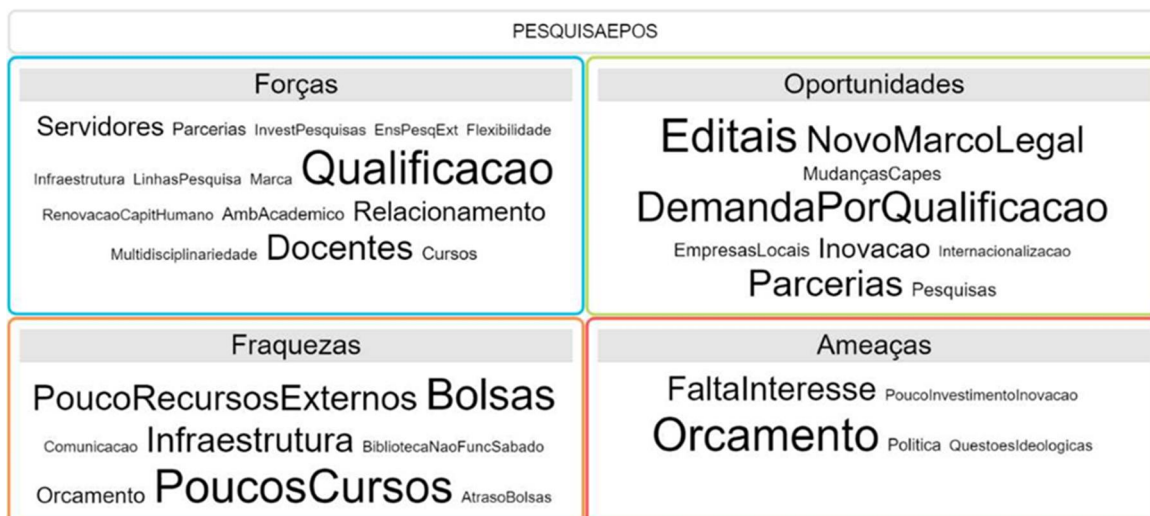 PESQUISAEPOS
Forças
Servidores Parcerias InvestPesquisas EnsPesqExt Flexibilidade
Infraestrutura LinhasPesquisa Marca Qualificacao
RenovacaoCapitHumano AmbAcademico Relacionamento
Multidisciplinariedade Docentes Cursos
Oportunidades
Editais NovoMarcoLegal
MudançasCapes
DemandaPorQualificacao
EmpresasLocais Inovacao Internacionalizacao
Parcerias Pesquisas
Fraquezas
PoucoRecursosExternos Bolsas
Comunicacao Infraestrutura BibliotecaNaoFuncSabado
Orcamento PoucosCursos AtrasoBolsas
Ameaças
FaltaInteresse PoucoInvestimentoInovacao
Orcamento Politica QuestoesIdeologicas